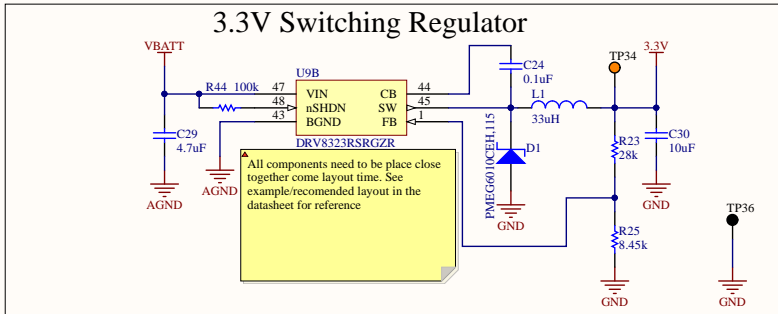 3.3V Switching Regulator
VBATT
R44 100k
47
48
43
U9B
VIN
nSHDN
BGND
CB
SW
FB
44
45
1
DRV8323RSRGZR
C29
4.7uF
AGND
AGND
C24
0.1uF
L1
33uH
D1
PMEG6010CEH,115
GND
TP34
3.3V
R23
28k
C30
10uF
GND
R25
8.45k
GND
TP36
GND
All components need to be place close
together come layout time. See
example/recomended layout in the
datasheet for reference